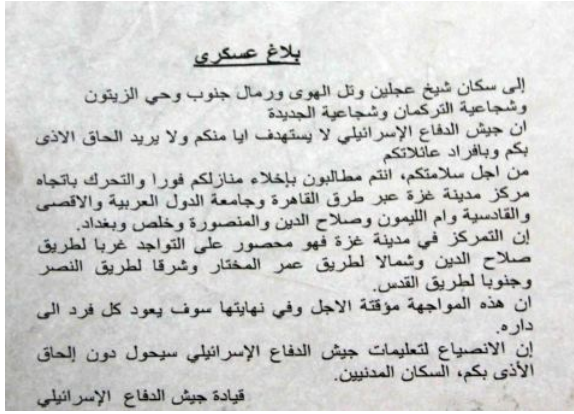 بلاغ عسكري
إلى سكان شيخ عجلين وتل الهوى ورمال جنوب وحي الزيتون
وشجاعية التركمان وشجاعية الجديدة
ان جيش الدفاع الإسرائيلي لا يستهدف ايا منكم ولا يريد الحاق الاذى
بكم وبافراد عائلاتكم
من اجل سلامتكم، انتم مطالبون بإخلاء منازلكم فورا والتحرك باتجاه
مركز مدينة غزة عبر طرق القاهرة وجامعة الدول العربية والاقصى
والقادسية وام الليمون وصلاح الدين والمنصورة وخلص وبغداد.
إن التمركز في مدينة غزة فهو محصور على التواجد غربا لطريق
صلاح الدين وشمالا لطريق عمر المختار وشرقا لطريق النصر
وجنوبا لطريق القدس.
ان هذه المواجهة مؤقتة الاجل وفي نهايتها سوف يعود كل فرد الى
داره.
إن الانصياع لتعليمات جيش الدفاع الإسرائيلي سيحول دون إلحاق
الأذى بكم، السكان المدنيين.
قيادة جيش الدفاع الإسرائيلي